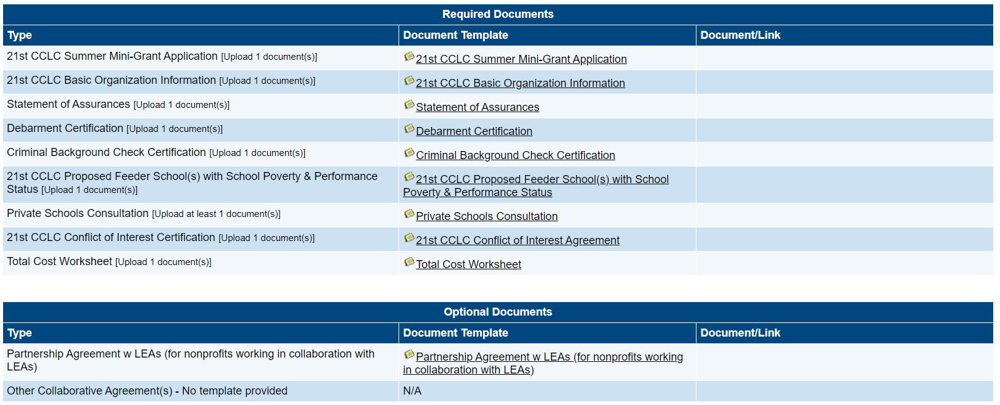 Required Documents
Type Document Template Document/Link
21st CCLC Summer Mini-Grant Application [Upload 1 document(s)] 21st CCLC Summer Mini-Grant Application
21st CCLC Basic Organization Information [Upload 1 document(s)] 21st CCLC Basic Organization Information
Statement of Assurances [Upload 1 document(s)] Statement of Assurances
Debarment Certification [Upload 1 document(s)] Debarment Certification
Criminal Background Check Certification [Upload 1 document(s)] Criminal Background Check Certification
21st CCLC Proposed Feeder School(s) with School Poverty & Performance
Status [Upload 1 document(s)]
21st CCLC Proposed Feeder School(s) with School
Poverty & Performance Status
Private Schools Consultation [Upload at least 1 document(s)] Private Schools Consultation
21st CCLC Conflict of Interest Certification [Upload 1 document(s)] 21st CCLC Conflict of Interest Agreement
Total Cost Worksheet [Upload 1 document(s)] Total Cost Worksheet
Optional Documents
Type Document Template Document/Link
Partnership Agreement w LEAs (for nonprofits working in collaboration with
LEAs)
Partnership Agreement w LEAs (for nonprofits working
in collaboration with LEAs)
Other Collaborative Agreement(s) - No template provided N/A